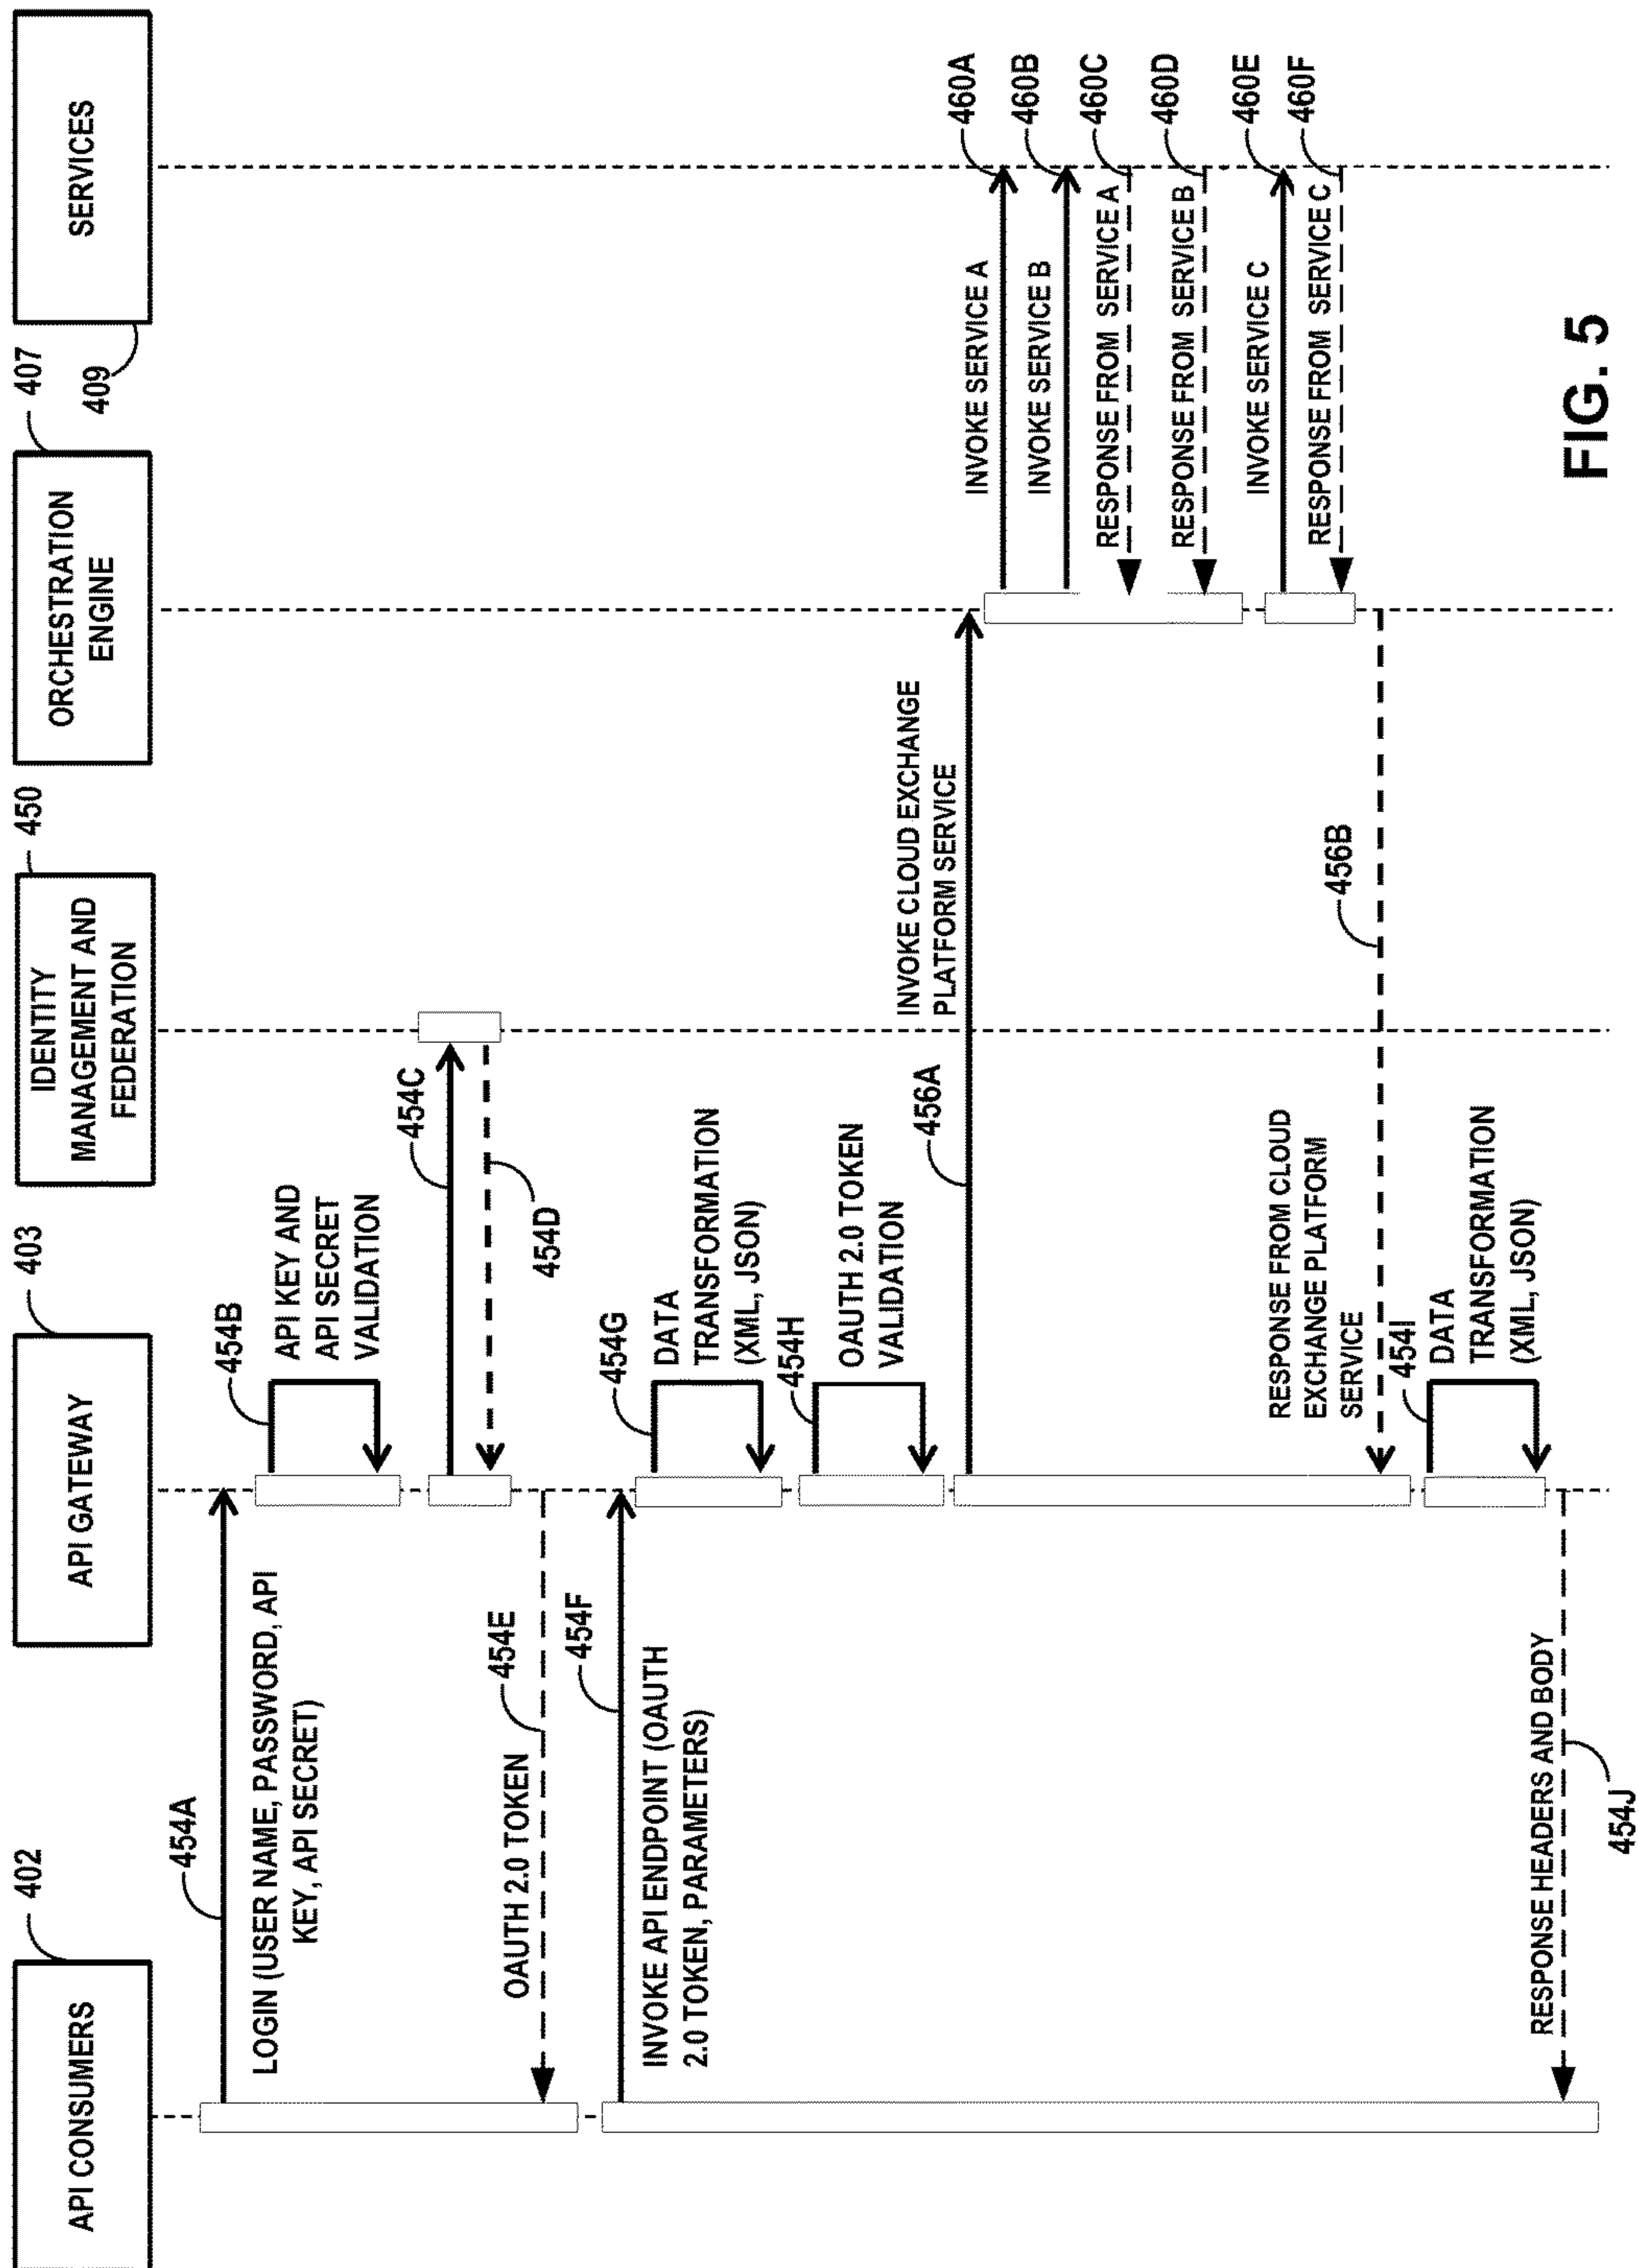 API CONSUMERS
402
API GATEWAY
403
IDENTITY
MANAGEMENT AND
FEDERATION
450
ORCHESTRATION
ENGINE
407
SERVICES
409
454A
LOGIN (USER NAME, PASSWORD, API
KEY, API SECRET)
454B
API KEY AND
API SECRET
VALIDATION
454C
454D
454E
OAUTH 2.0 TOKEN
454F
INVOKE API ENDPOINT (OAUTH
2.0 TOKEN, PARAMETERS)
454G
DATA
TRANSFORMATION
(XML, JSON)
454H
OAUTH 2.0 TOKEN
VALIDATION
456A
INVOKE CLOUD EXCHANGE
PLATFORM SERVICE
INVOKE SERVICE A
460A
INVOKE SERVICE B
460B
RESPONSE FROM SERVICE A
460C
RESPONSE FROM SERVICE B
460D
INVOKE SERVICE C
460E
RESPONSE FROM SERVICE C
460F
456B
RESPONSE FROM CLOUD
EXCHANGE PLATFORM
SERVICE
454I
DATA
TRANSFORMATION
(XML, JSON)
RESPONSE HEADERS AND BODY
454J
FIG. 5